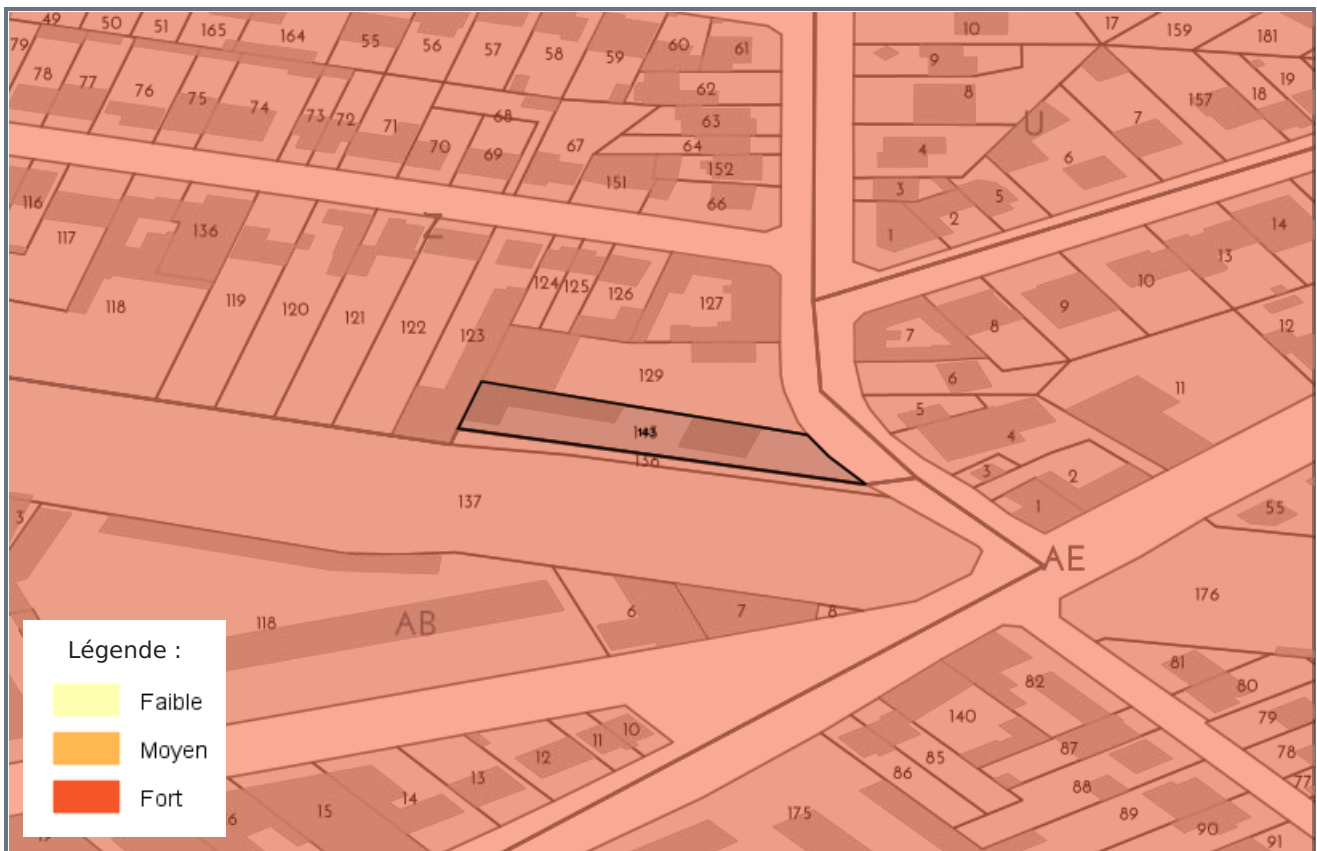 49 50 51 165 164 55 56 57 58 59 60 61 10 17 159 181
79 78 77 76 75 74 73 72 71 70 68 69 67 62 63 64 152 151 66
9 8 4 3 1 2 5 U 6 7 157 18 19
116 117 118 136 119 120 121 Z 122 123 124 125 126 127
129
143
136
137
7 8 9 10 13 14 12
6 5 4 3 2 1 11
AE
55
176
3
118 AB 6 7 8
81 80 79 78 77
82 140 85 86 87 88 89 90 91
175
10 11 12 13 14 15 6
Légende :
Faible
Moyen
Fort